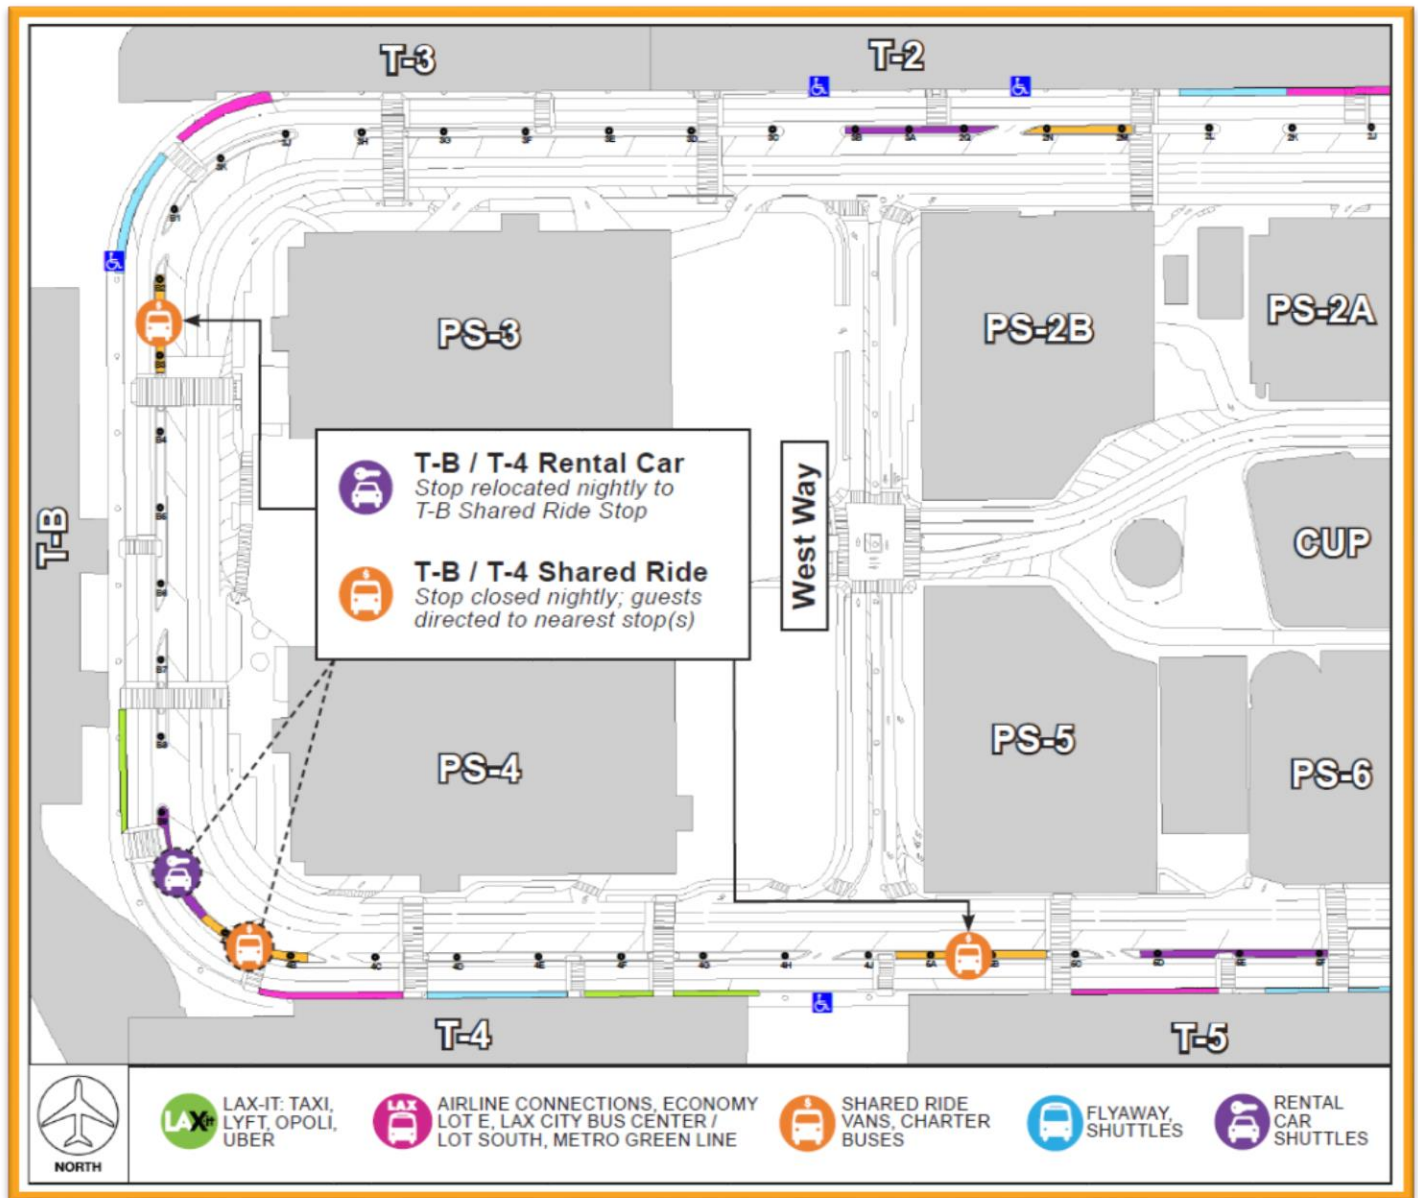 T-3
T-2
PS-3
PS-2B
PS-2A
T-B / T-4 Rental Car
Stop relocated nightly to
T-B Shared Ride Stop
T-B / T-4 Shared Ride
Stop closed nightly; guests
directed to nearest stop(s)
West Way
T-B
CUP
PS-4
PS-5
PS-6
T-4
T-5
NORTH
LAXit
LAX-IT: TAXI,
LYFT, OPOLI,
UBER
LAX
AIRLINE CONNECTIONS, ECONOMY
LOT E, LAX CITY BUS CENTER /
LOT SOUTH, METRO GREEN LINE
SHARED RIDE
VANS, CHARTER
BUSES
FLYAWAY,
SHUTTLES
RENTAL
CAR
SHUTTLES